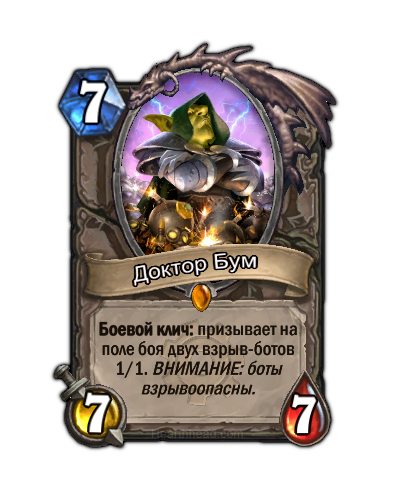 7
Доктор Бум
Боевой клич: призывает на
поле боя двух взрыв-ботов
1/1. ВНИМАНИЕ: боты
взрывоопасны.
7
7